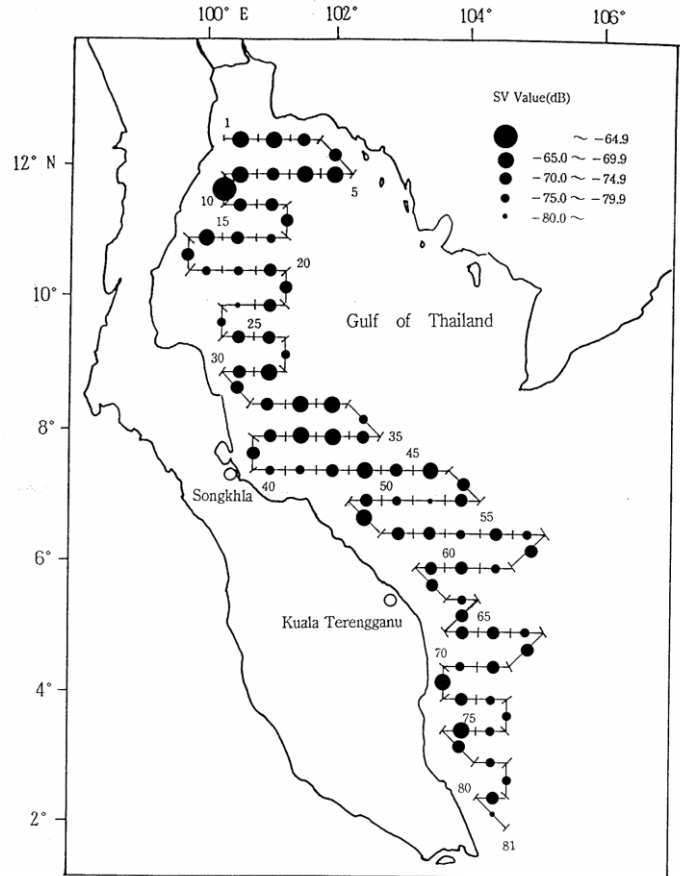 100° E 102° 104° 106°
SV Value(dB)
~ -64.9
-65.0 ~ -69.9
-70.0 ~ -74.9
-75.0 ~ -79.9
-80.0 ~
1
12° N
5
10
15
20
10°
25
Gulf of Thailand
30
8°
35
45
40
50
Songkhla
55
6°
60
Kuala Terengganu
65
70
4°
75
80
2°
81